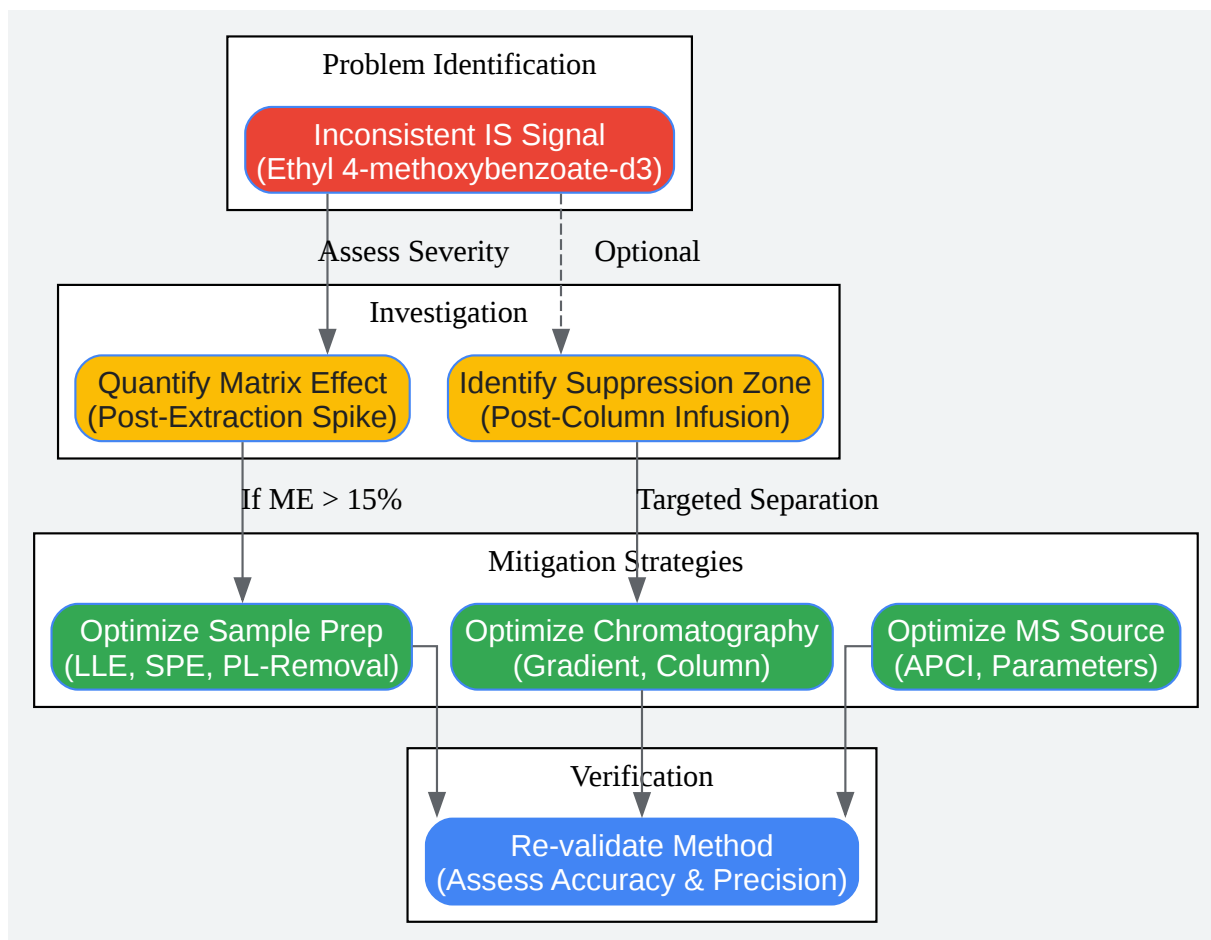 Problem Identification
Inconsistent IS Signal
(Ethyl 4-methoxybenzoate-d3)
Assess Severity
Optional
Investigation
Quantify Matrix Effect
(Post-Extraction Spike)
Identify Suppression Zone
(Post-Column Infusion)
If ME > 15%
Targeted Separation
Mitigation Strategies
Optimize Sample Prep
(LLE, SPE, PL-Removal)
Optimize Chromatography
(Gradient, Column)
Optimize MS Source
(APCI, Parameters)
Verification
Re-validate Method
(Assess Accuracy & Precision)